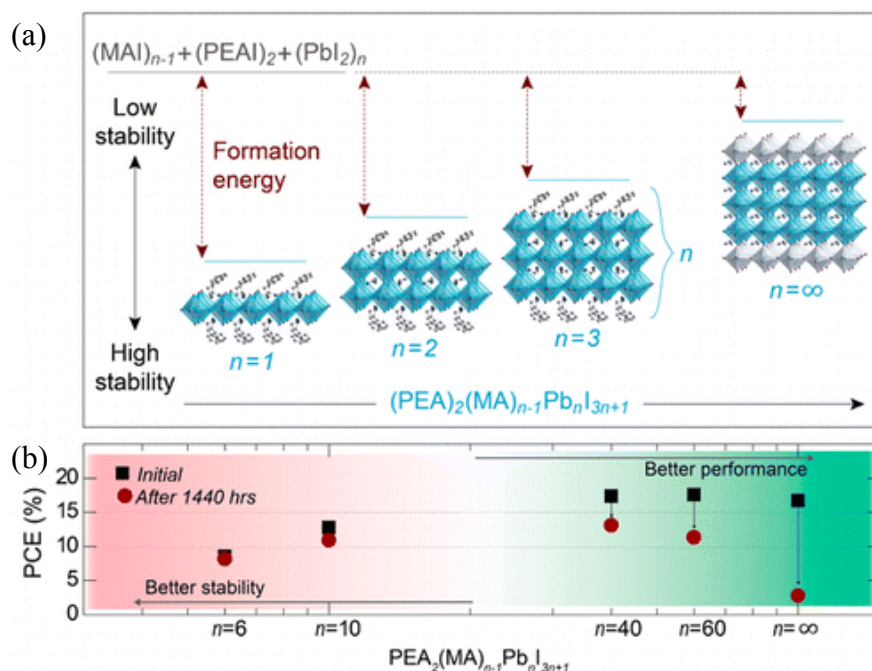 (a)
(MAI)n-1+(PEAI)2+(PbI2)n
Low
stability
Formation
energy
High
stability
n=1
n=2
n=3
n
n=∞
(PEA)2(MA)n-1PbnI3n+1
(b)
PCE (%)
20
15
10
5
0
Initial
After 1440 hrs
Better performance
Better stability
n=6
n=10
n=40
n=60
n=∞
PEA2(MA)n-1PbnI3n+1